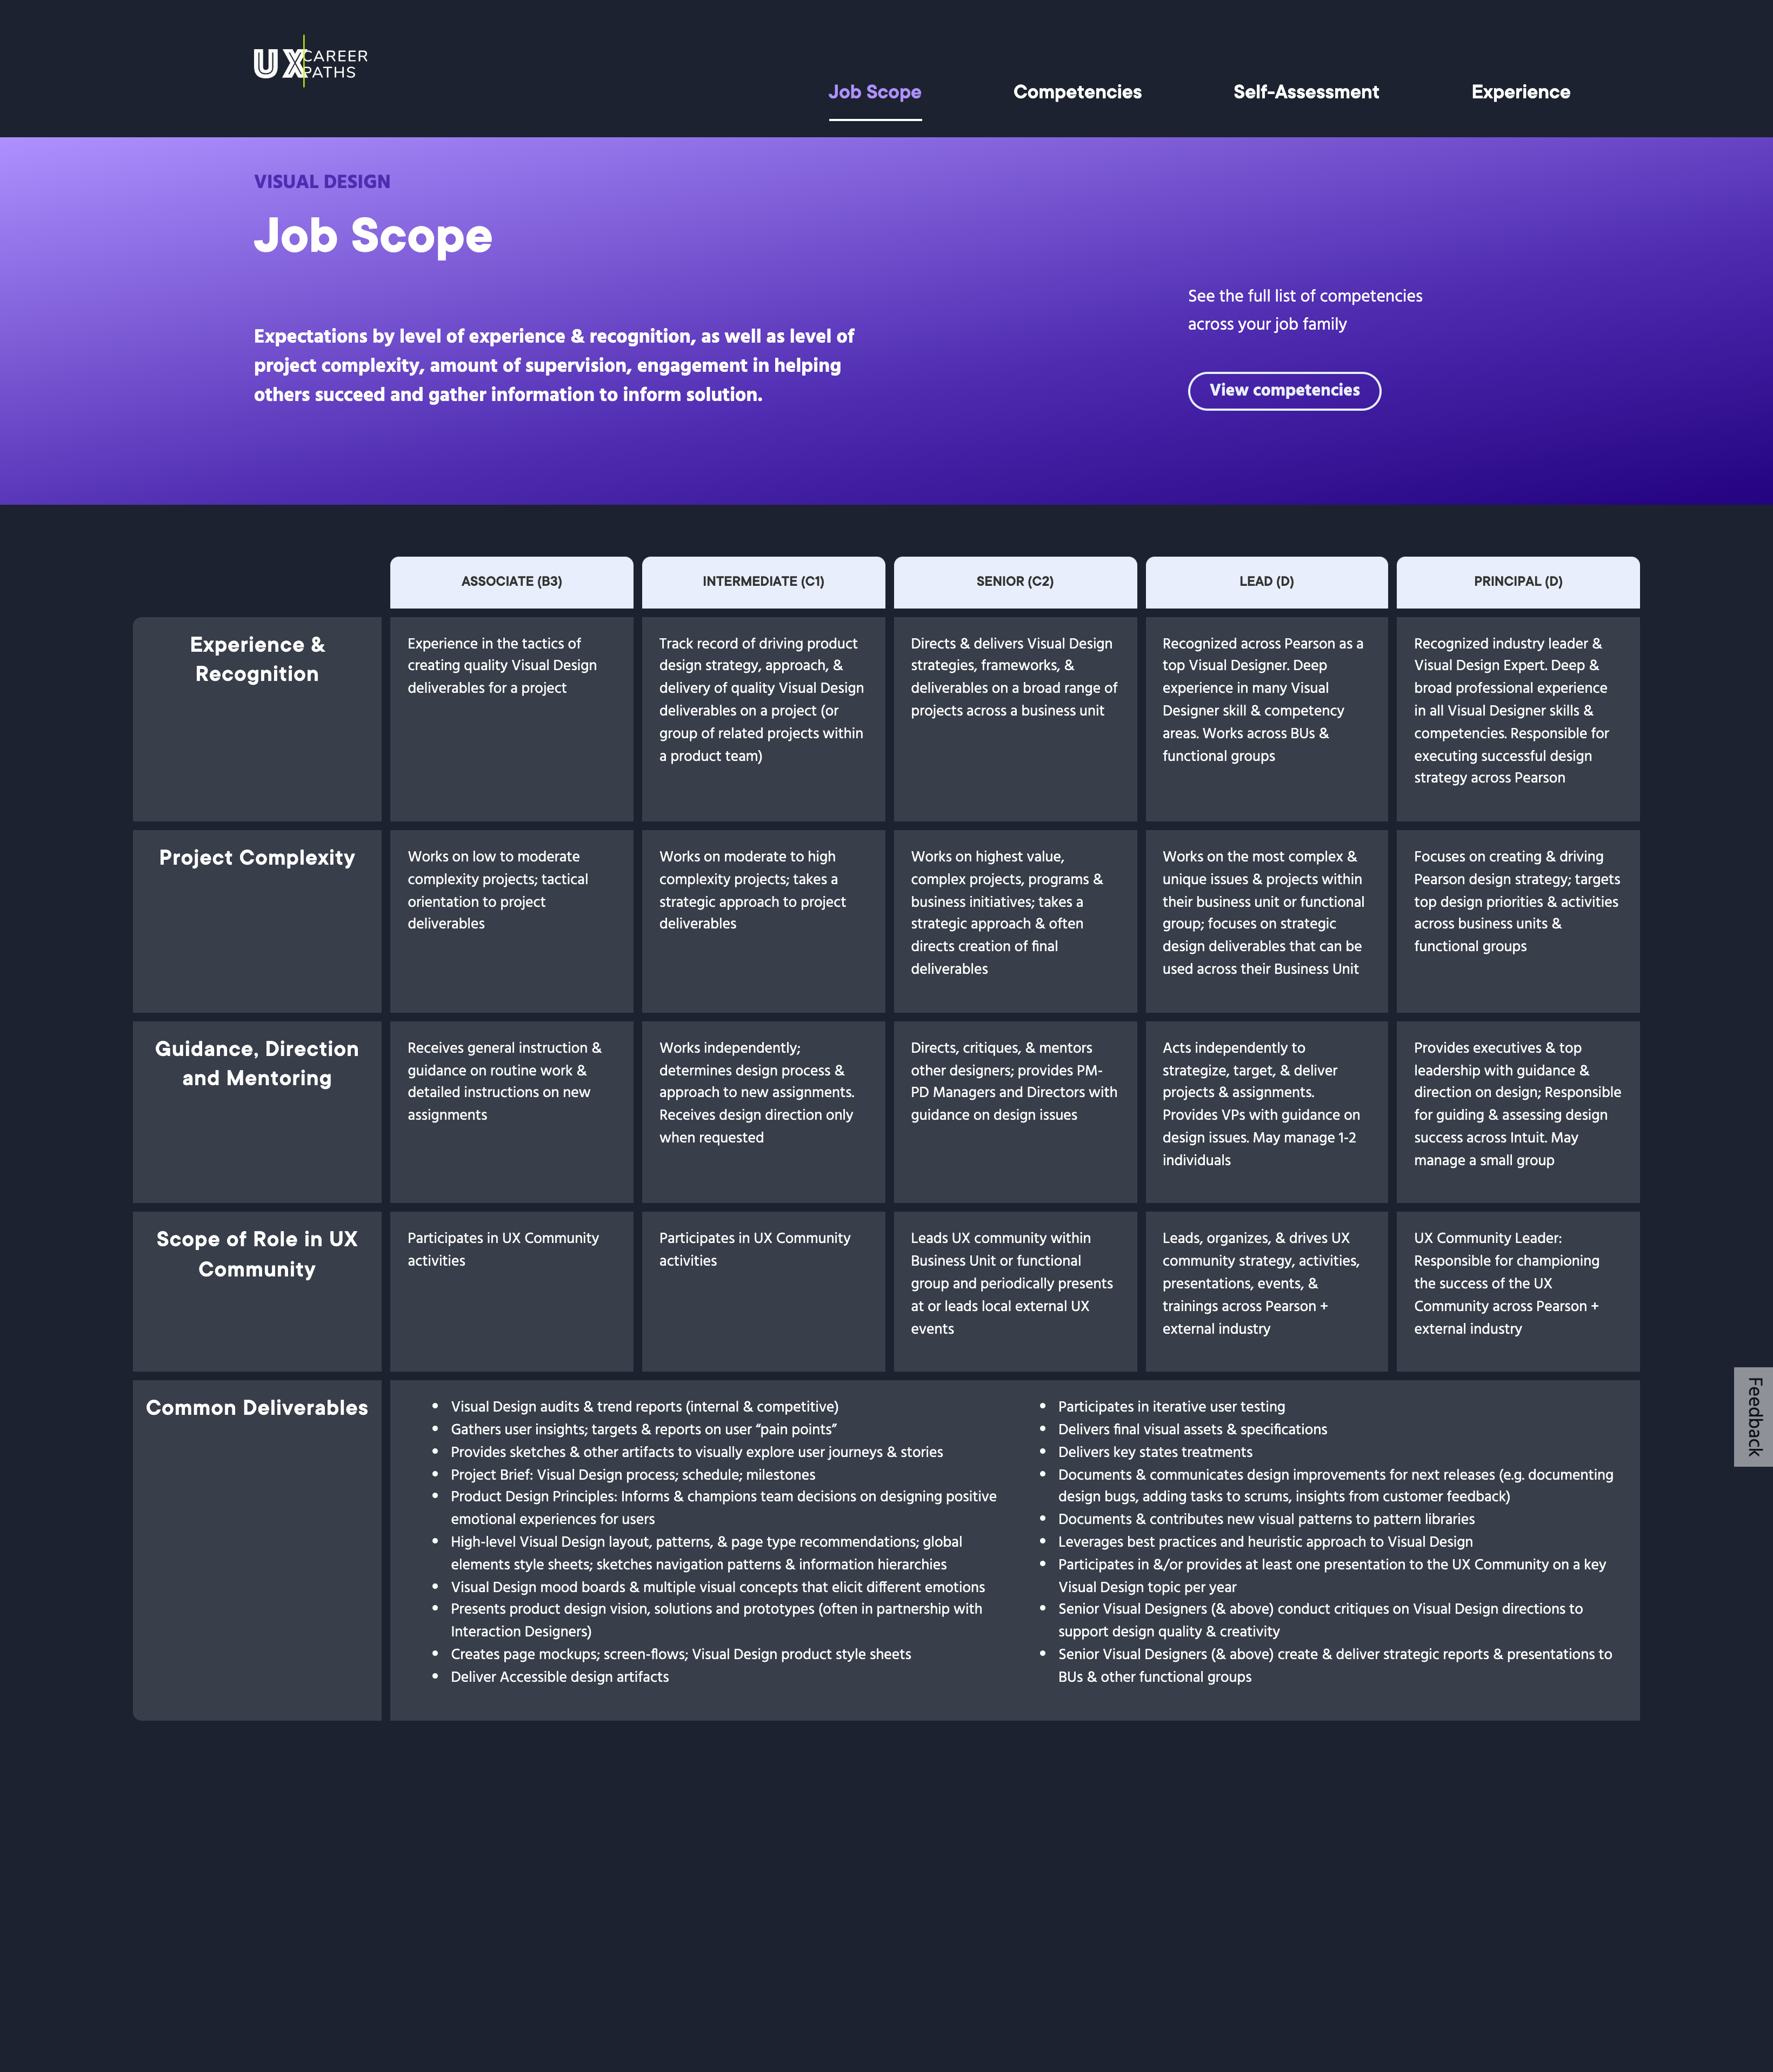 UX CAREER
PATHS
Job Scope
Competencies
Self-Assessment
Experience
VISUAL DESIGN
Job Scope
Expectations by level of experience & recognition, as well as level of
project complexity, amount of supervision, engagement in helping
others succeed and gather information to inform solution.
See the full list of competencies
across your job family
View competencies
ASSOCIATE (B3)
INTERMEDIATE (C1)
SENIOR (C2)
LEAD (D)
PRINCIPAL (D)
Experience &
Recognition
Experience in the tactics of
creating quality Visual Design
deliverables for a project
Track record of driving product
design strategy, approach, &
delivery of quality Visual Design
deliverables on a project (or
group of related projects within
a product team)
Directs & delivers Visual Design
strategies, frameworks, &
deliverables on a broad range of
projects across a business unit
Recognized across Pearson as a
top Visual Designer. Deep
experience in many Visual
Designer skill & competency
areas. Works across BUs &
functional groups
Recognized industry leader &
Visual Design Expert. Deep &
broad professional experience
in all Visual Designer skills &
competencies. Responsible for
executing successful design
strategy across Pearson
Project Complexity
Works on low to moderate
complexity projects; tactical
orientation to project
deliverables
Works on moderate to high
complexity projects; takes a
strategic approach to project
deliverables
Works on highest value,
complex projects, programs &
business initiatives; takes a
strategic approach & often
directs creation of final
deliverables
Works on the most complex &
unique issues & projects within
their business unit or functional
group; focuses on strategic
design deliverables that can be
used across their Business Unit
Focuses on creating & driving
Pearson design strategy; targets
top design priorities & activities
across business units &
functional groups
Guidance, Direction
and Mentoring
Receives general instruction &
guidance on routine work &
detailed instructions on new
assignments
Works independently;
determines design process &
approach to new assignments.
Receives design direction only
when requested
Directs, critiques, & mentors
other designers; provides PM-
PD Managers and Directors with
guidance on design issues
Acts independently to
strategize, target, & deliver
projects & assignments.
Provides VPs with guidance on
design issues. May manage 1-2
individuals
Provides executives & top
leadership with guidance &
direction on design; Responsible
for guiding & assessing design
success across Intuit. May
manage a small group
Scope of Role in UX
Community
Participates in UX Community
activities
Participates in UX Community
activities
Leads UX community within
Business Unit or functional
group and periodically presents
at or leads local external UX
events
Leads, organizes, & drives UX
community strategy, activities,
presentations, events, &
trainings across Pearson +
external industry
UX Community Leader:
Responsible for championing
the success of the UX
Community across Pearson +
external industry
Common Deliverables
• Visual Design audits & trend reports (internal & competitive)
• Gathers user insights; targets & reports on user “pain points”
• Provides sketches & other artifacts to visually explore user journeys & stories
• Project Brief: Visual Design process; schedule; milestones
• Product Design Principles: Informs & champions team decisions on designing positive
emotional experiences for users
• High-level Visual Design layout, patterns, & page type recommendations; global
elements style sheets; sketches navigation patterns & information hierarchies
• Visual Design mood boards & multiple visual concepts that elicit different emotions
• Presents product design vision, solutions and prototypes (often in partnership with
Interaction Designers)
• Creates page mockups; screen-flows; Visual Design product style sheets
• Deliver Accessible design artifacts
• Participates in iterative user testing
• Delivers final visual assets & specifications
• Delivers key states treatments
• Documents & communicates design improvements for next releases (e.g. documenting
design bugs, adding tasks to scrums, insights from customer feedback)
• Documents & contributes new visual patterns to pattern libraries
• Leverages best practices and heuristic approach to Visual Design
• Participates in &/or provides at least one presentation to the UX Community on a key
Visual Design topic per year
• Senior Visual Designers (& above) conduct critiques on Visual Design directions to
support design quality & creativity
• Senior Visual Designers (& above) create & deliver strategic reports & presentations to
BUs & other functional groups
Feedback